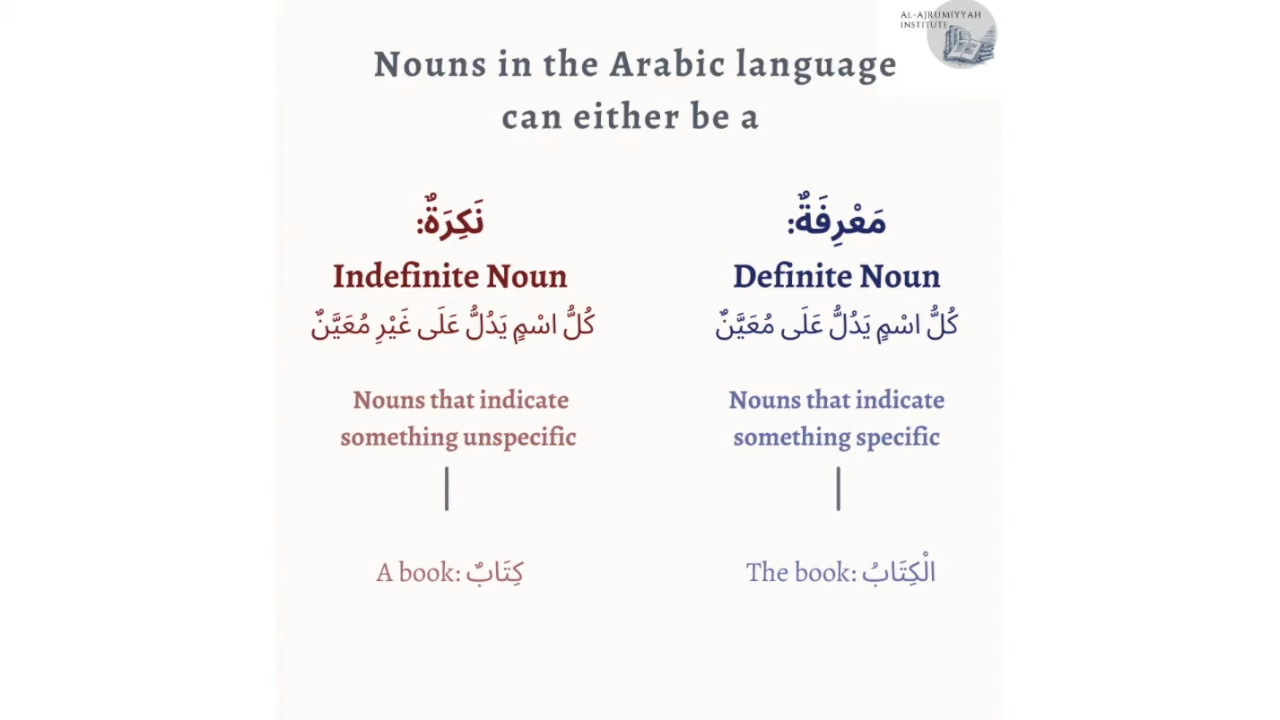 AL-AJRUMIYYAH
INSTITUTE
Nouns in the Arabic language
can either be a
نَكِرَةٌ:
Indefinite Noun
كُلُّ اسْمٍ يَدُلُّ عَلَى غَيْرِ مُعَيَّنٌ
Nouns that indicate
something unspecific
A book: كِتَابٌ
مَعْرِفَةٌ:
Definite Noun
كُلُّ اسْمٍ يَدُلُّ عَلَى مُعَيَّنٌ
Nouns that indicate
something specific
The book: الْكِتَابُ